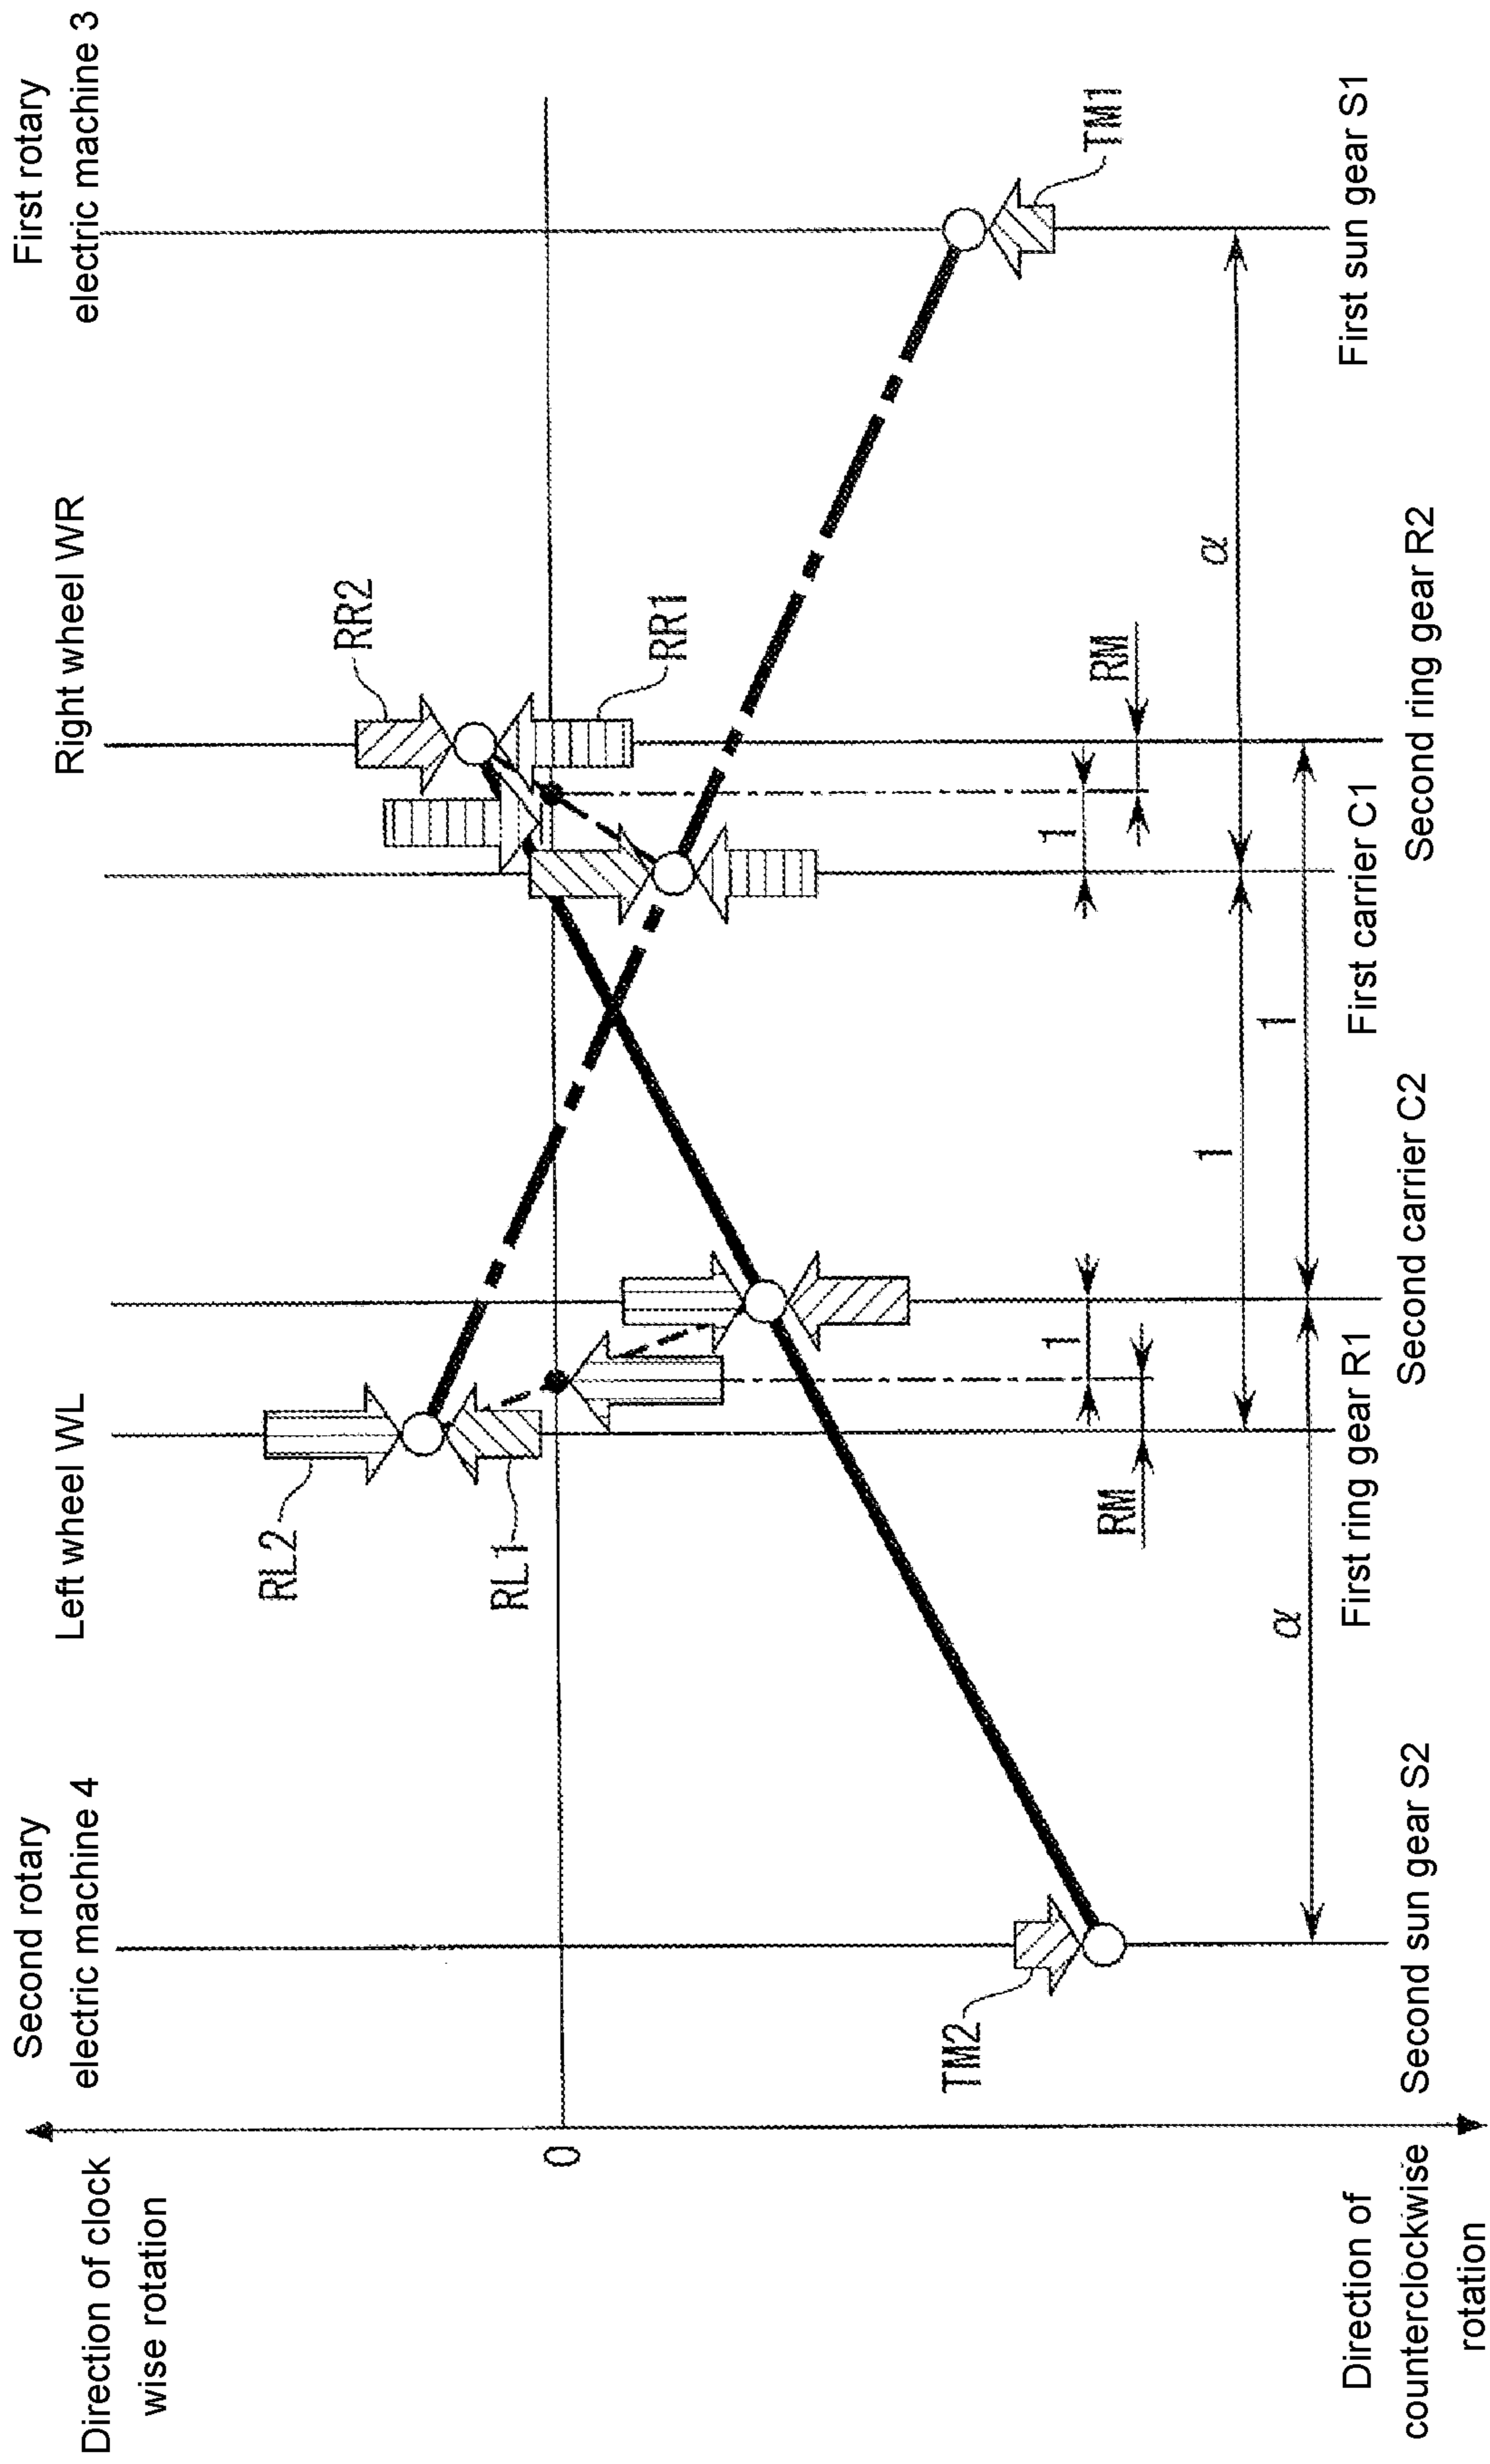 Second rotary
electric machine 4
Left wheel WL
Right wheel WR
First rotary
electric machine 3
Direction of clock
wise rotation
RL2
RR2
RL1
RR1
0
TM2
TM1
RM
1
1
RM
1
α
α
1
First ring gear R1
First carrier C1
First sun gear S1
Second sun gear S2
Second carrier C2
Second ring gear R2
Direction of
counterclockwise
rotation